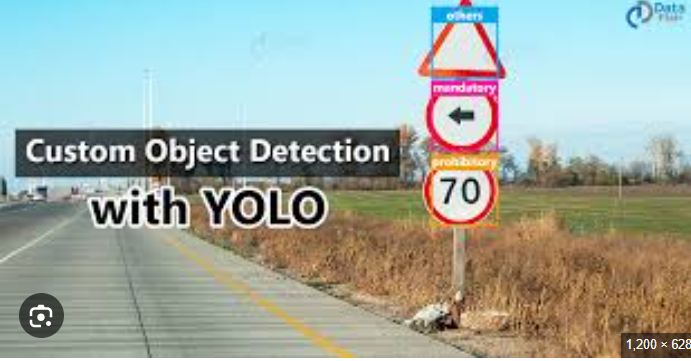 Data
Flair
others
mandatory
Custom Object Detection
prohibitory
with YOLO
70
1,200 × 628